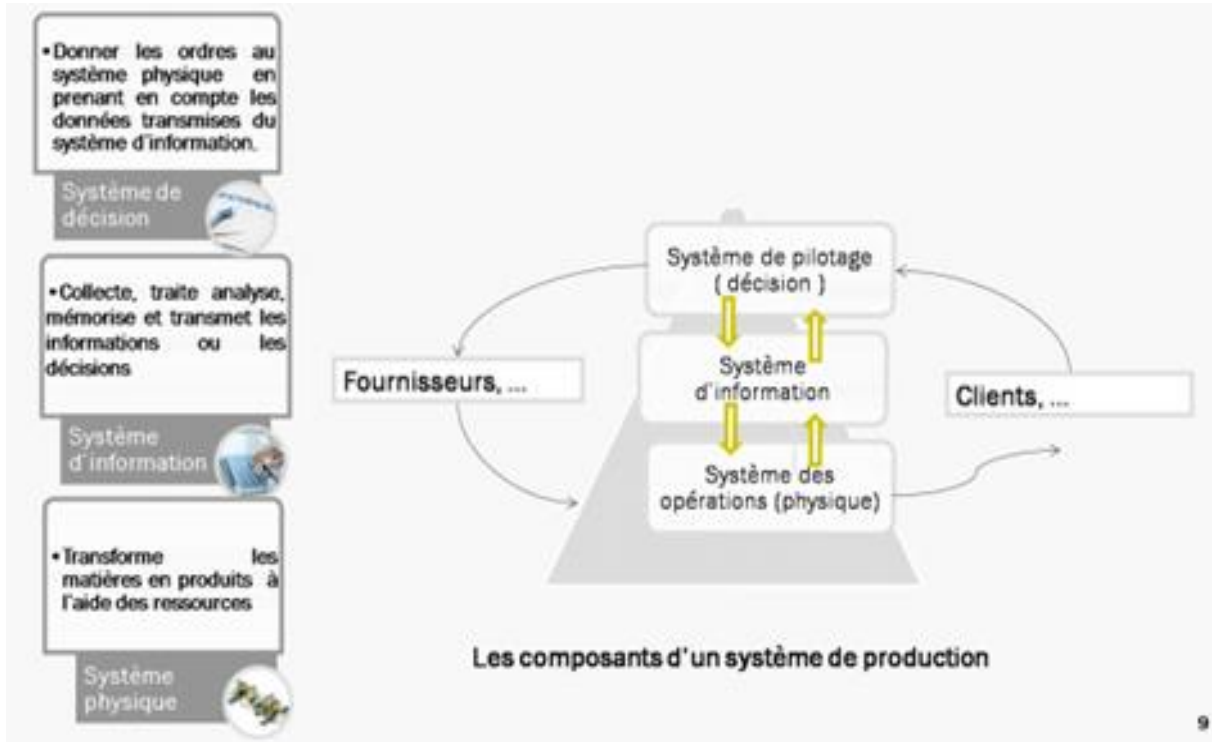 •Donner les ordres au
système physique en
prenant en compte les
données transmises du
système d'information.
Système de
décision
•Collecte, traite analyse,
mémorise et transmet les
informations ou les
décisions
Système
d'information
•Transforme les
matières en produits à
l'aide des ressources
Système
physique
Système de pilotage
( décision )
Système
d'information
Système des
opérations (physique)
Fournisseurs, ...
Clients, ...
Les composants d'un système de production
9